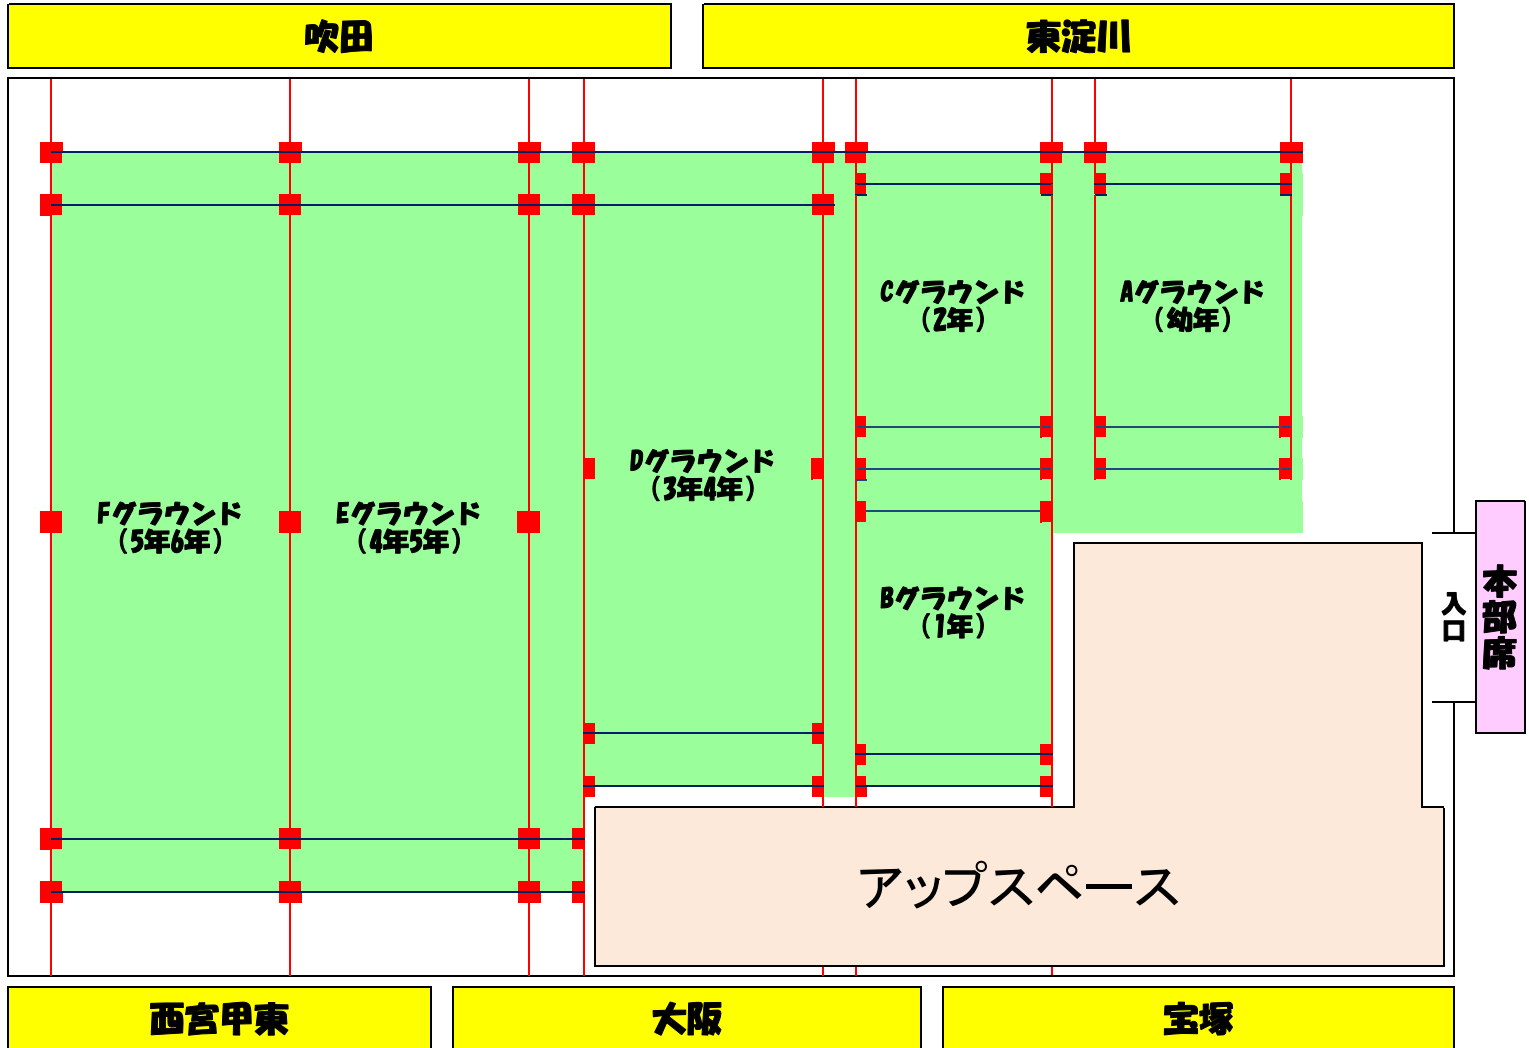 吹田
東淀川
Cグラウンド
（2年）
Aグラウンド
（幼年）
Dグラウンド
（3年4年）
Fグラウンド
（5年6年）
Eグラウンド
（4年5年）
Bグラウンド
（1年）
入口
本部席
アップスペース
西宮甲東
大阪
宝塚